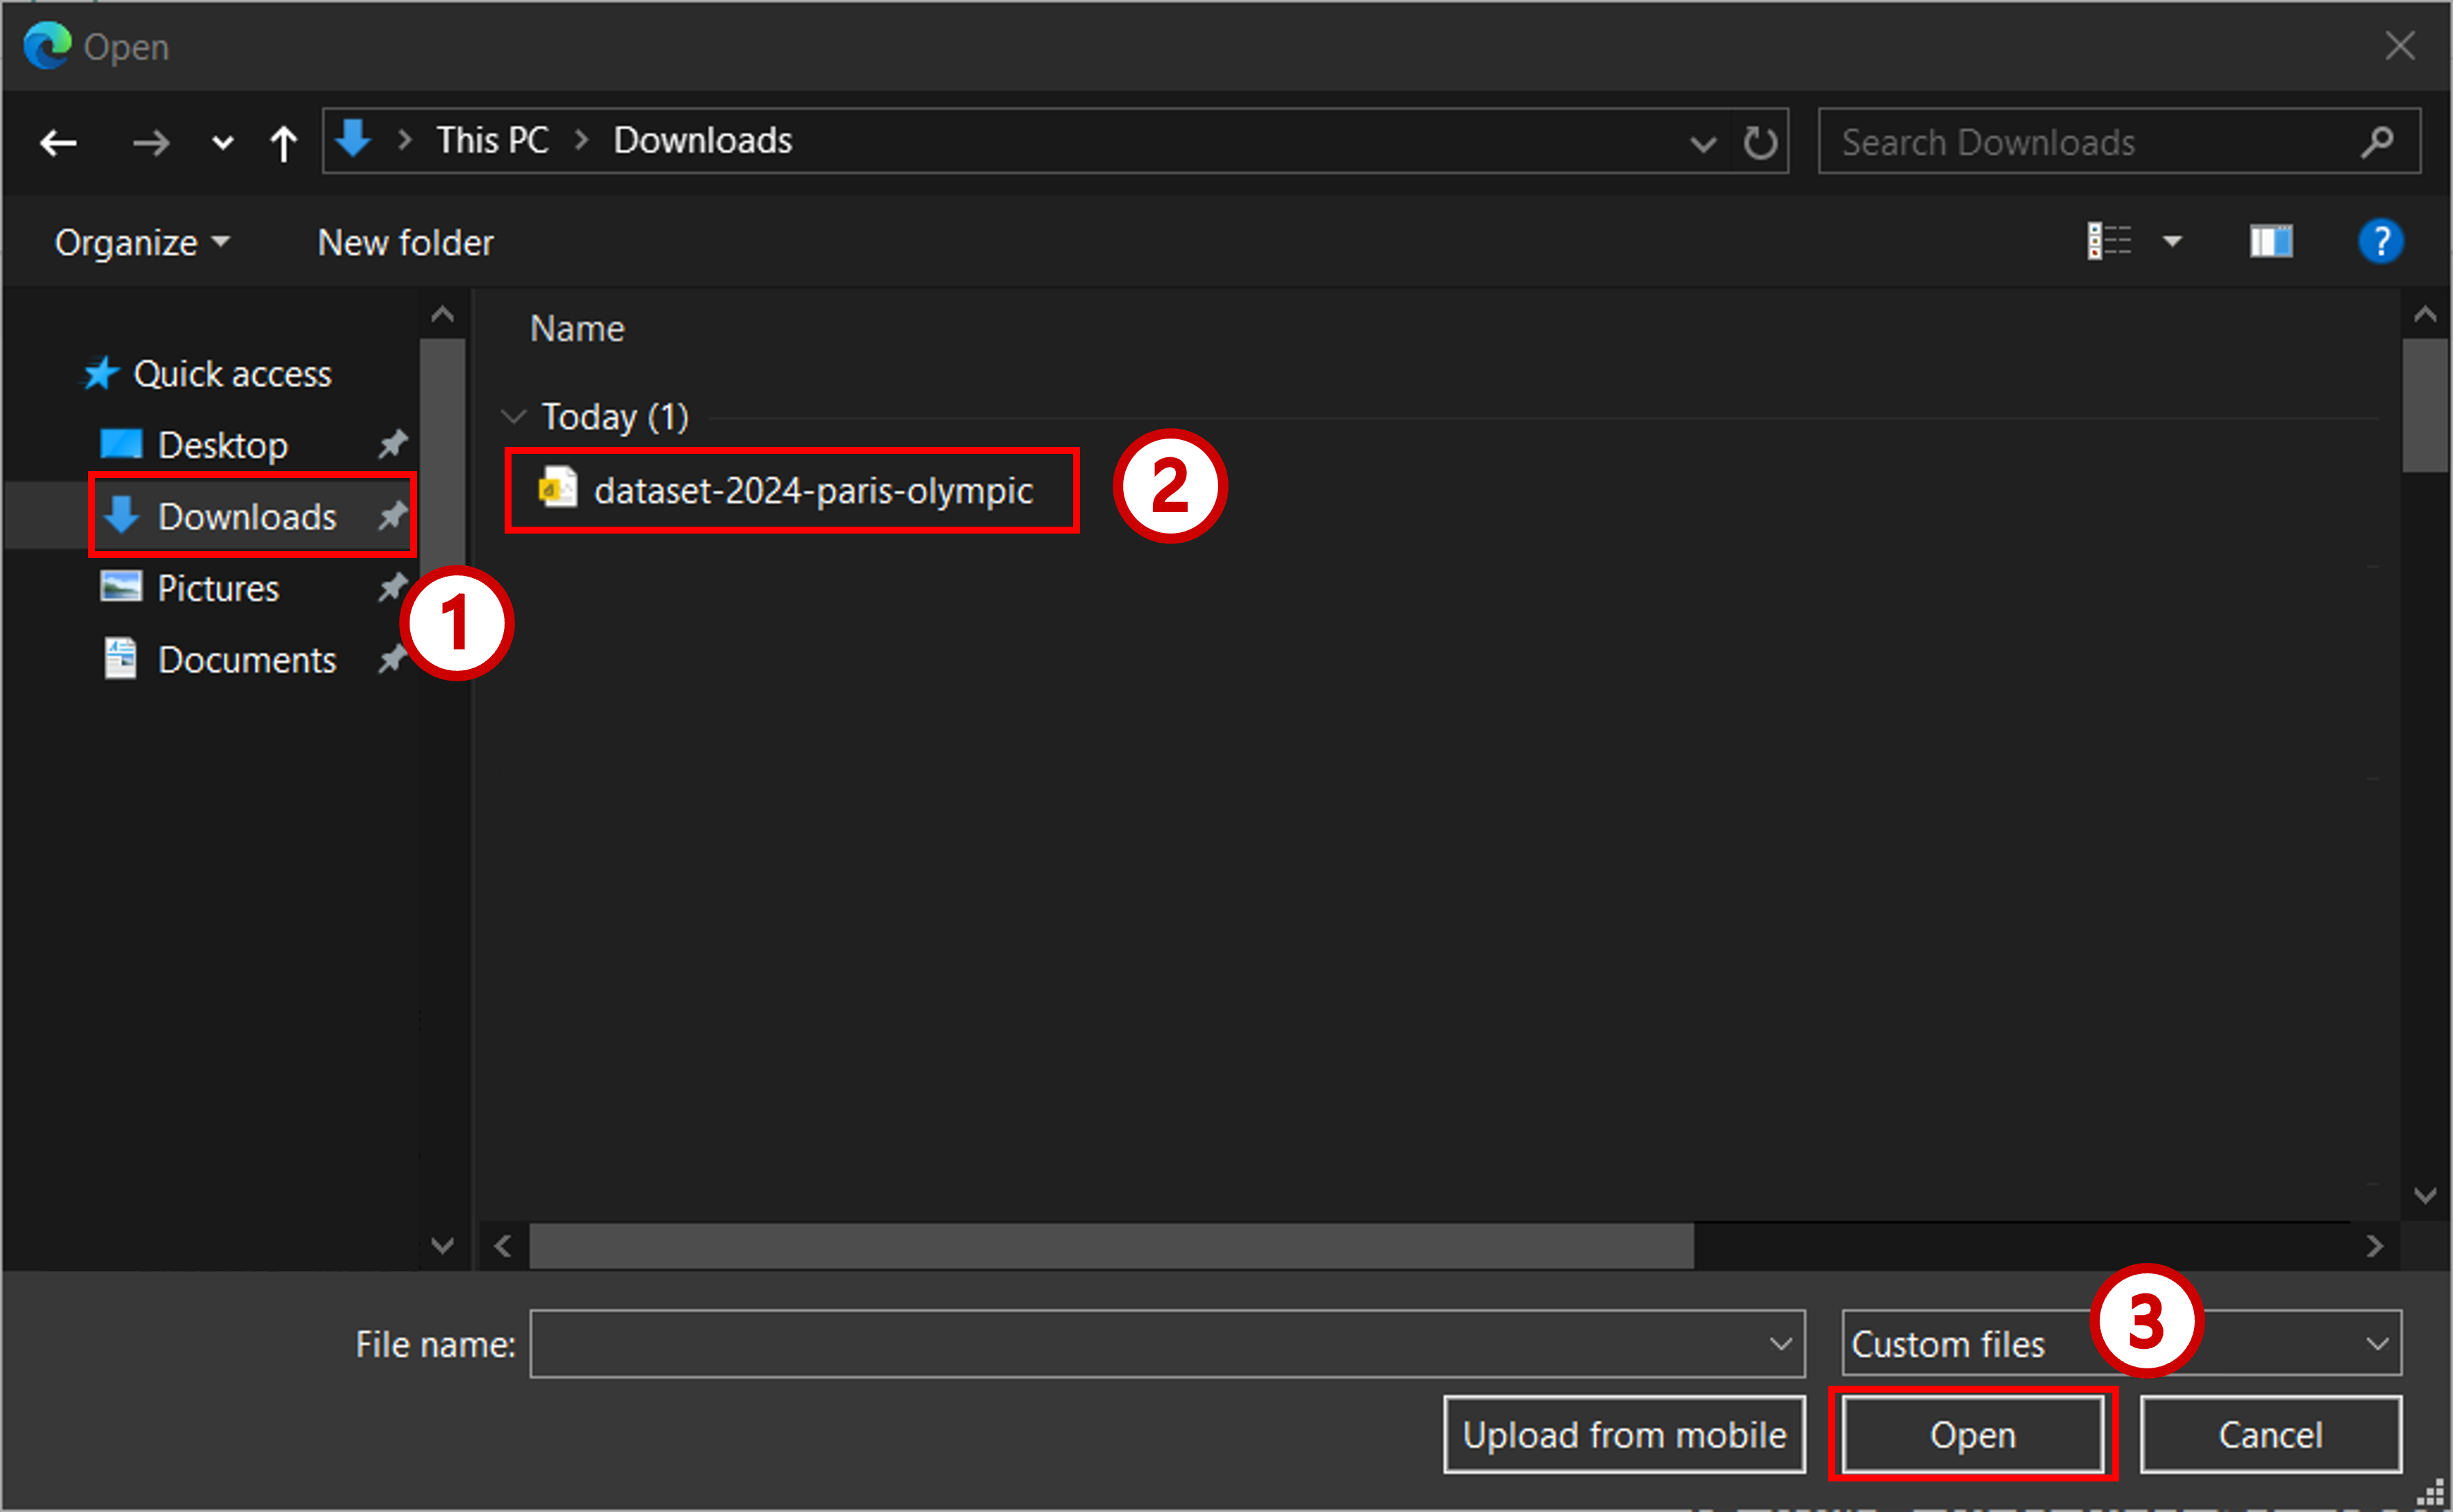 Open
This PC > Downloads
Search Downloads
Organize
New folder
?
Name
Quick access
Today (1)
Desktop
dataset-2024-paris-olympic
2
Downloads
Pictures
1
Documents
3
File name:
Custom files
Upload from mobile
Open
Cancel